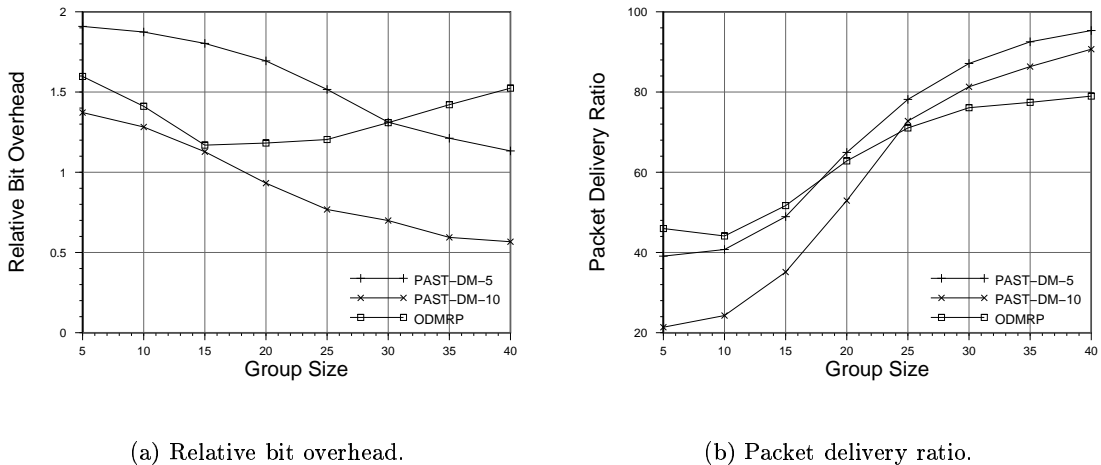 Relative Bit Overhead
2
1.5
1
0.5
0
PAST-DM-5
PAST-DM-10
ODMRP
5 10 15 20 25 30 35 40
Group Size
(a) Relative bit overhead.
Packet Delivery Ratio
100
80
60
40
20
PAST-DM-5
PAST-DM-10
ODMRP
5 10 15 20 25 30 35 40
Group Size
(b) Packet delivery ratio.